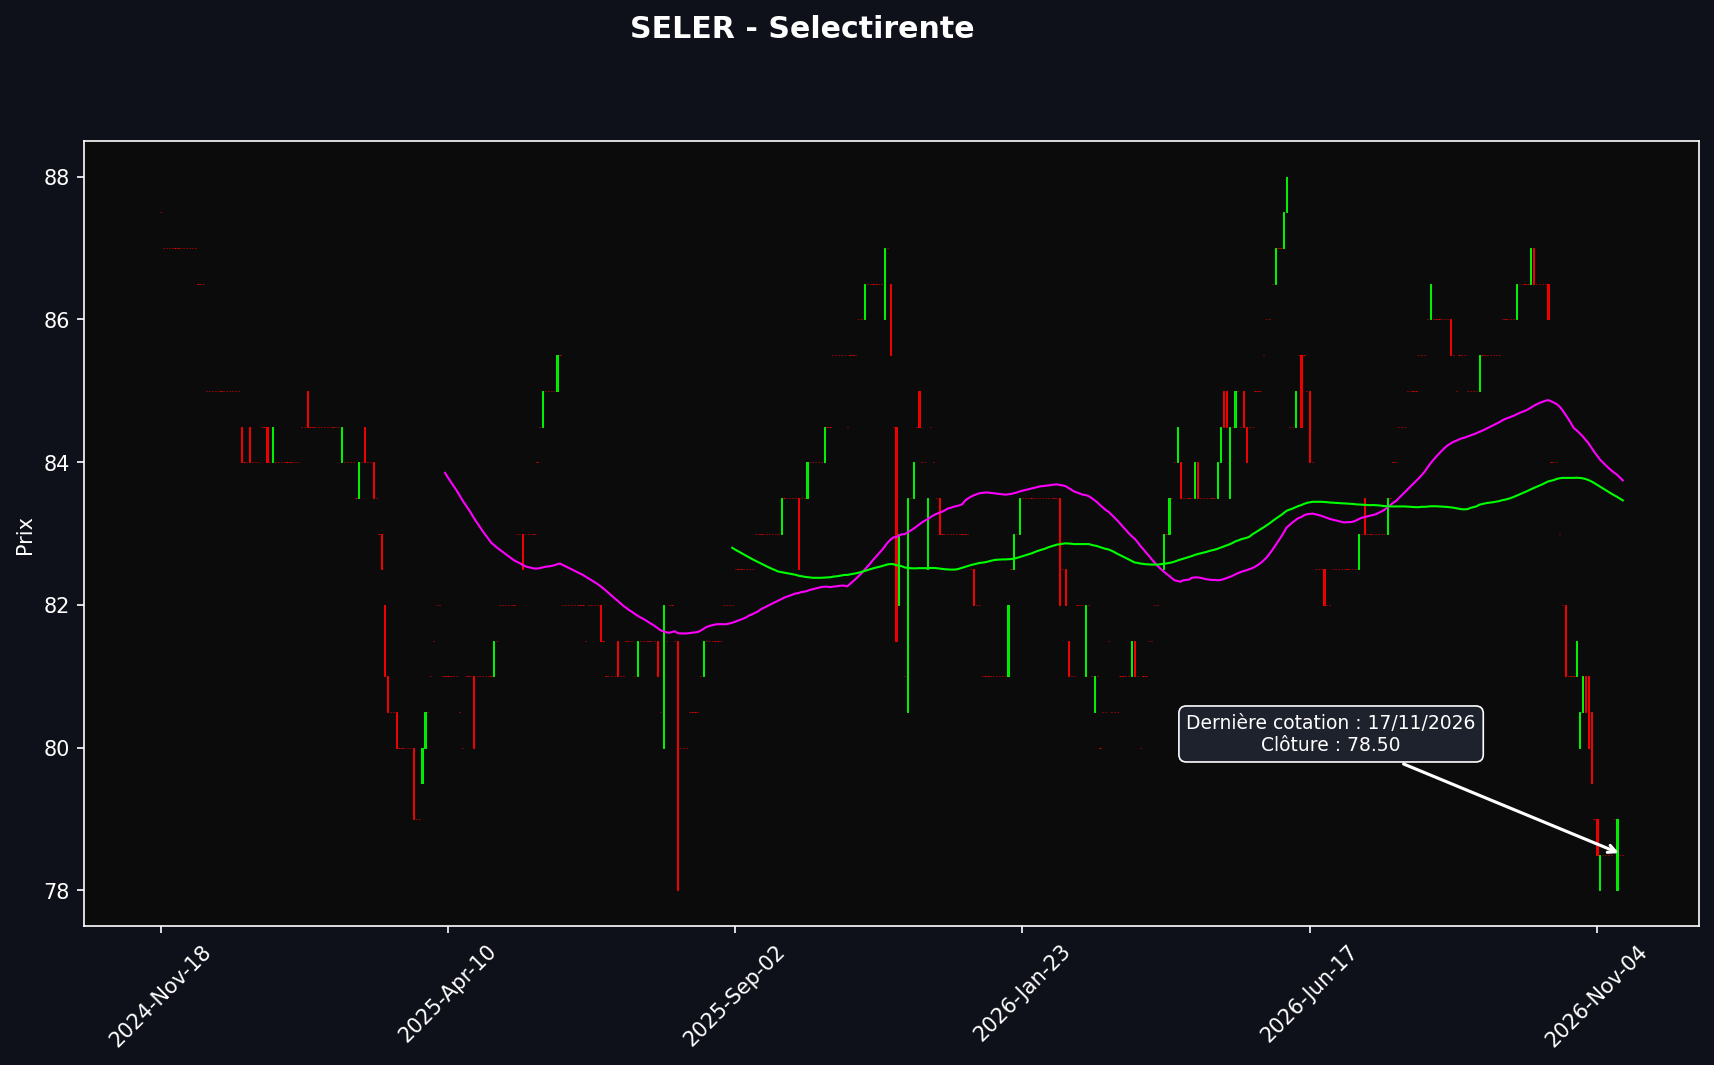 SELER - Selectirente
88
86
84
82
80
78
Prix
Dernière cotation : 17/11/2026
Clôture : 78.50
2024-Nov-18
2025-Apr-10
2025-Sep-02
2026-Jan-23
2026-Jun-17
2026-Nov-04